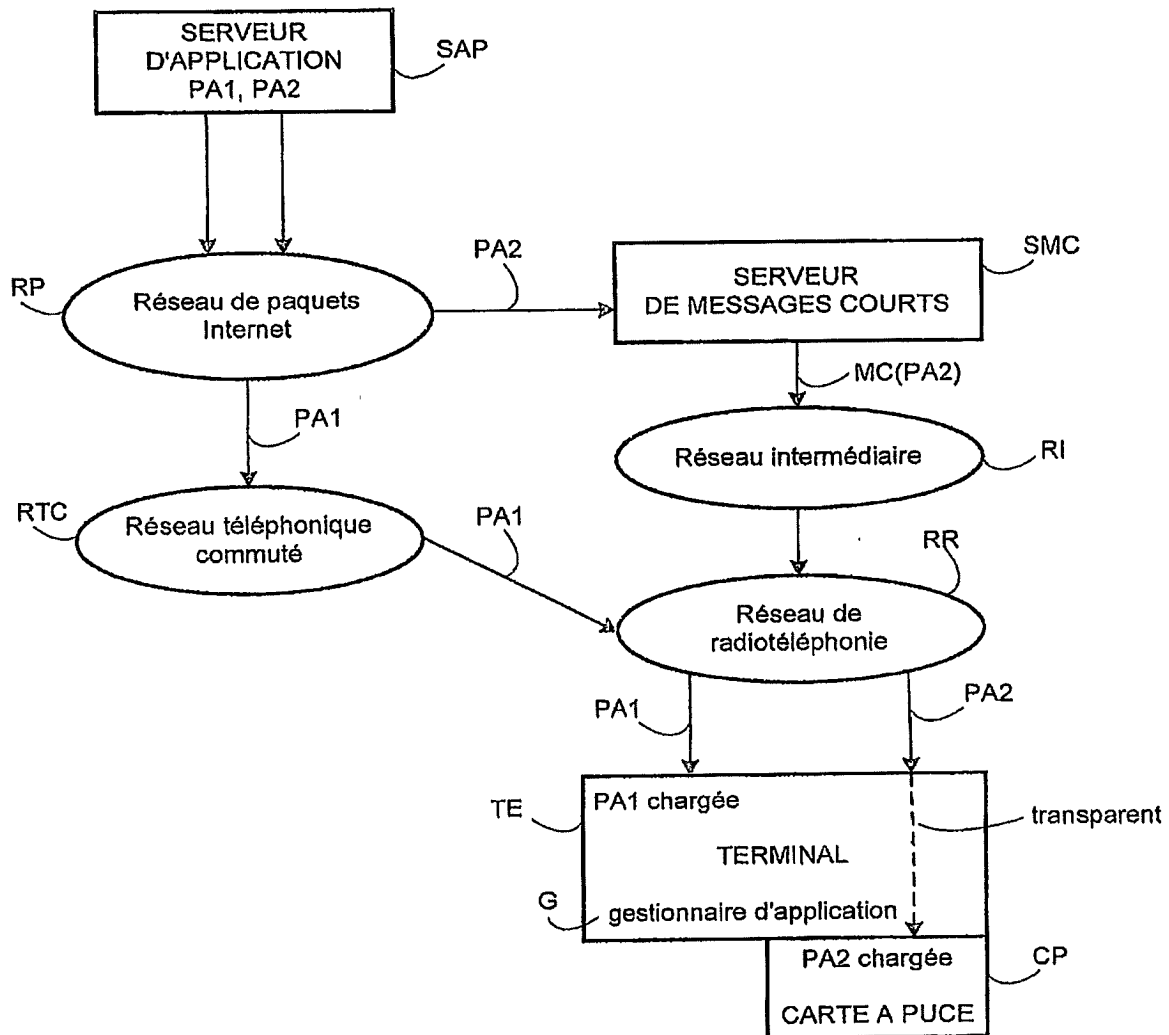 SERVEUR
D'APPLICATION
PA1, PA2
SAP
RP
Réseau de paquets
Internet
PA2
SERVEUR
DE MESSAGES COURTS
SMC
MC(PA2)
PA1
Réseau intermédiaire
RI
RTC
Réseau téléphonique
commuté
PA1
RR
Réseau de
radiotéléphonie
PA1
PA2
TE
PA1 chargée
transparent
TERMINAL
G
gestionnaire d'application
PA2 chargée
CP
CARTE A PUCE